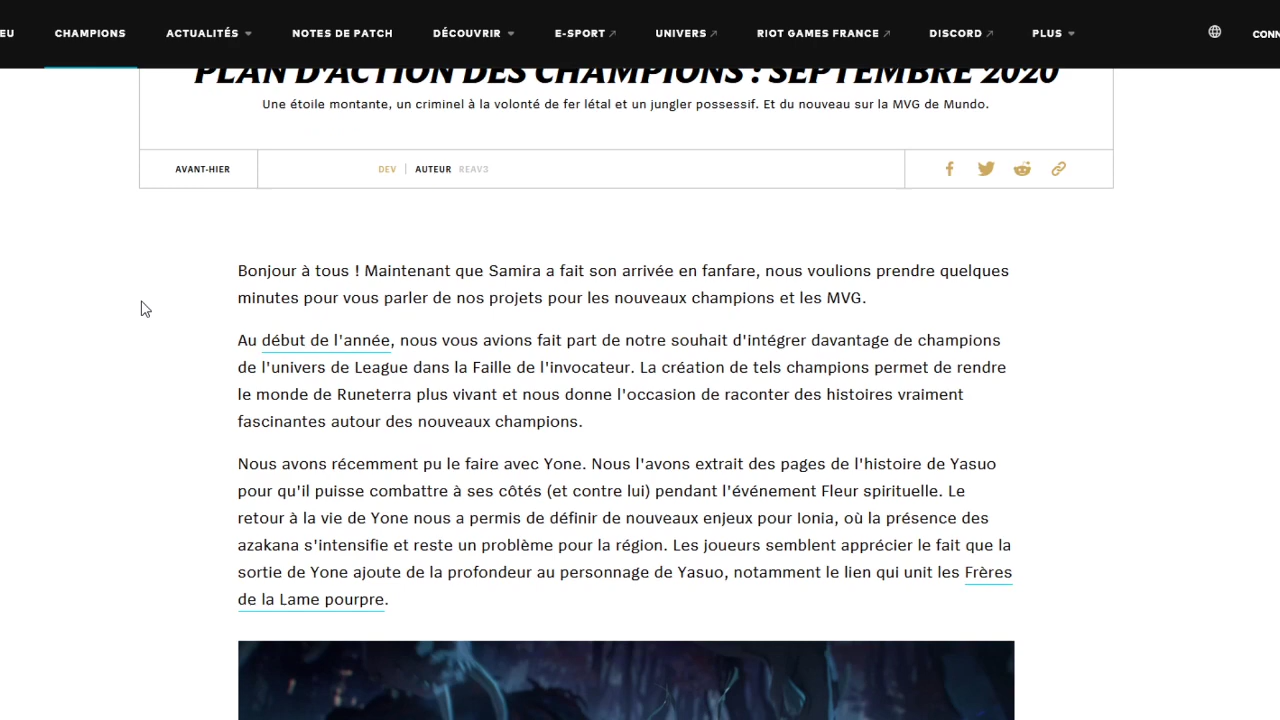 EU CHAMPIONS ACTUALITÉS NOTES DE PATCH DÉCOUVRIR E-SPORT UNIVERS RIOT GAMES FRANCE DISCORD PLUS CONN
PLAN D'ACTION DES CHAMPIONS : SEPTEMBRE 2020
Une étoile montante, un criminel à la volonté de fer létal et un jungler possessif. Et du nouveau sur la MVG de Mundo.
AVANT-HIER DEV | AUTEUR REAV3
Bonjour à tous ! Maintenant que Samira a fait son arrivée en fanfare, nous voulions prendre quelques
minutes pour vous parler de nos projets pour les nouveaux champions et les MVG.
Au début de l'année, nous vous avions fait part de notre souhait d'intégrer davantage de champions
de l'univers de League dans la Faille de l'invocateur. La création de tels champions permet de rendre
le monde de Runeterra plus vivant et nous donne l'occasion de raconter des histoires vraiment
fascinantes autour des nouveaux champions.
Nous avons récemment pu le faire avec Yone. Nous l'avons extrait des pages de l'histoire de Yasuo
pour qu'il puisse combattre à ses côtés (et contre lui) pendant l'événement Fleur spirituelle. Le
retour à la vie de Yone nous a permis de définir de nouveaux enjeux pour Ionia, où la présence des
azakana s'intensifie et reste un problème pour la région. Les joueurs semblent apprécier le fait que la
sortie de Yone ajoute de la profondeur au personnage de Yasuo, notamment le lien qui unit les Frères
de la Lame pourpre.